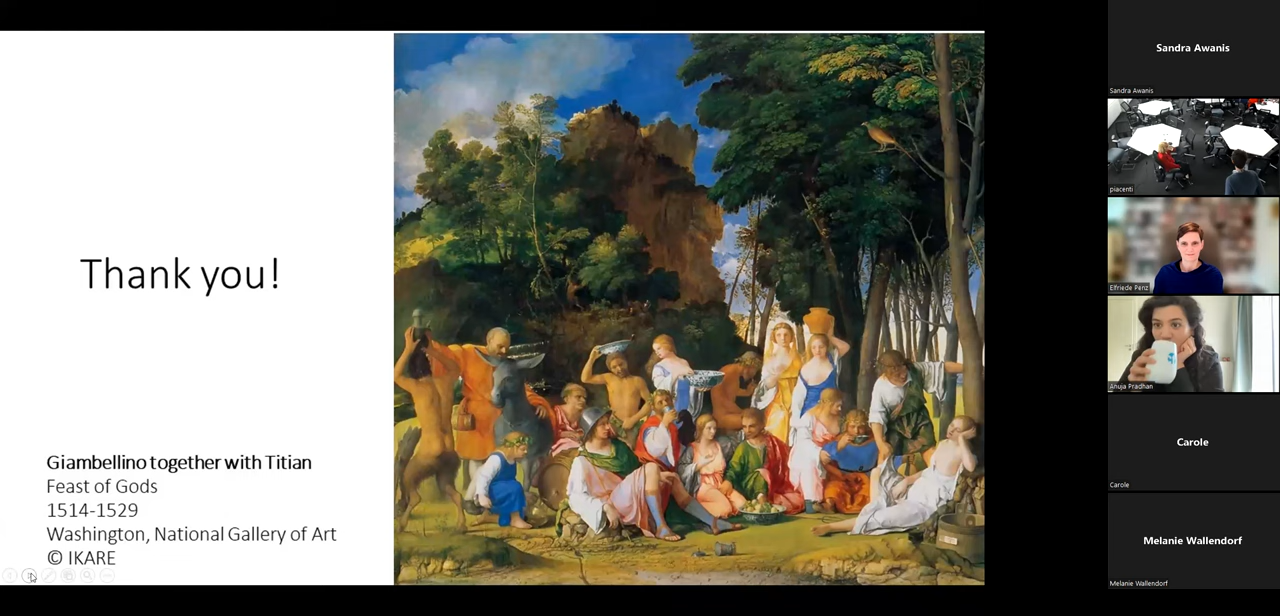 Thank you!
Giambellino together with Titian
Feast of Gods
1514-1529
Washington, National Gallery of Art
© IKARE
Sandra Awanis
Sandra Awanis
piacenti
Elfriede Penz
Anuja Pradhan
Carole
Carole
Melanie Wallendorf
Melanie Wallendorf